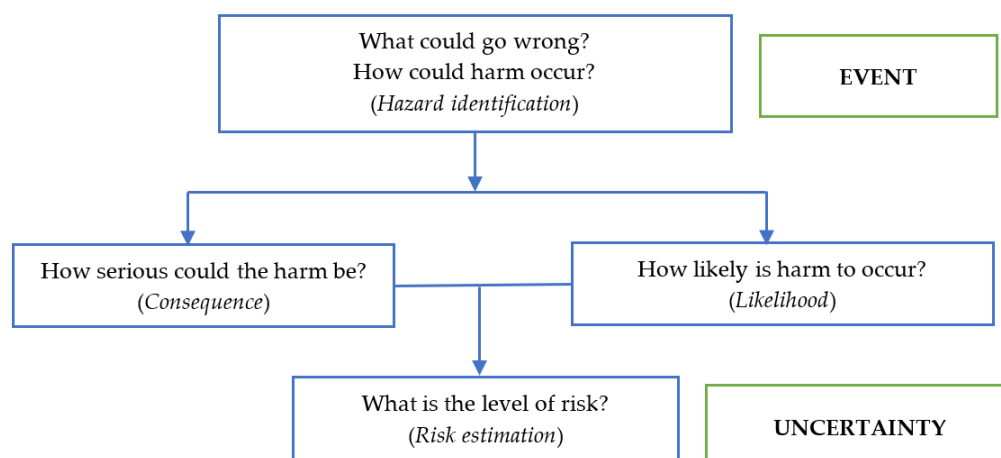 What could go wrong?
How could harm occur?
(Hazard identification)
EVENT
How serious could the harm be?
(Consequence)
How likely is harm to occur?
(Likelihood)
What is the level of risk?
(Risk estimation)
UNCERTAINTY